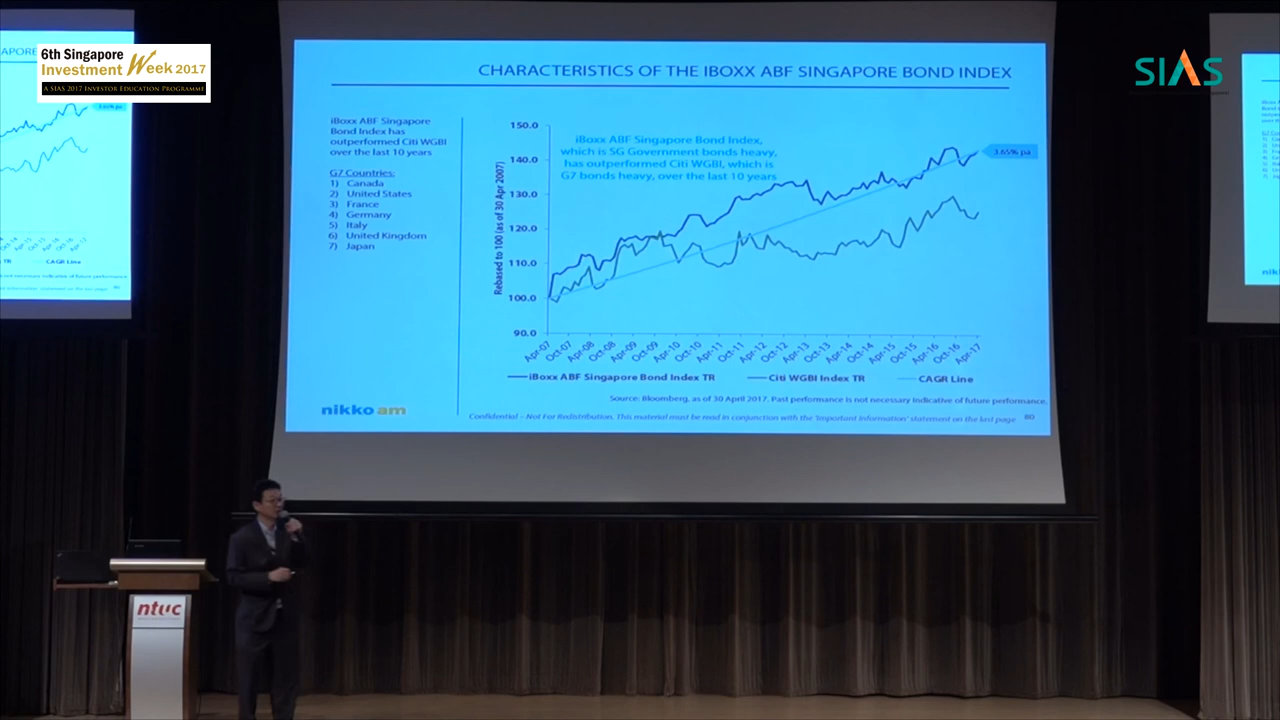 6th Singapore
Investment Week 2017
A SIAS 2017 INVESTOR EDUCATION PROGRAMME
SIAS
CHARACTERISTICS OF THE IBOXX ABF SINGAPORE BOND INDEX
iBoxx ABF Singapore
Bond Index has
outperformed Citi WGBI
over the last 10 years
G7 Countries:
1) Canada
2) United States
3) France
4) Germany
5) Italy
6) United Kingdom
7) Japan
iBoxx ABF Singapore Bond Index,
which is SG Government bonds heavy,
has outperformed Citi WGBI, which is
G7 bonds heavy, over the last 10 years
3.65% pa
Rebased to 100 (as of 30 Apr 2007)
150.0
140.0
130.0
120.0
110.0
100.0
90.0
Apr-07 Oct-07 Apr-08 Oct-08 Apr-09 Oct-09 Apr-10 Oct-10 Apr-11 Oct-11 Apr-12 Oct-12 Apr-13 Oct-13 Apr-14 Oct-14 Apr-15 Oct-15 Apr-16 Oct-16 Apr-17
iBoxx ABF Singapore Bond Index TR Citi WGBI Index TR CAGR Line
Source: Bloomberg, as of 30 April 2017. Past performance is not necessary indicative of future performance.
nikko am
Confidential – Not For Redistribution. This material must be read in conjunction with the 'Important Information' statement on the last page 80
ntuc